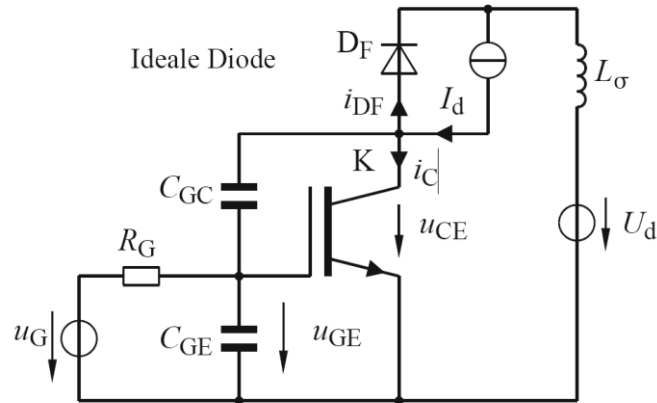 Ideale Diode
D_F
i_DF
I_d
L_σ
K
i_C
C_GC
u_CE
U_d
R_G
u_G
C_GE
u_GE